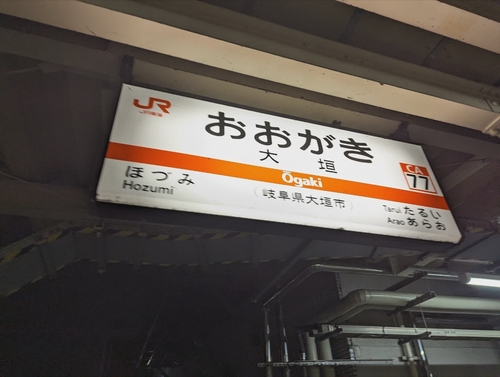 JR
JR東海
おおがき
大垣
CA
77
Ōgaki
ほづみ
Hozumi
(岐阜県大垣市)
Tarui たるい
Arao あらお